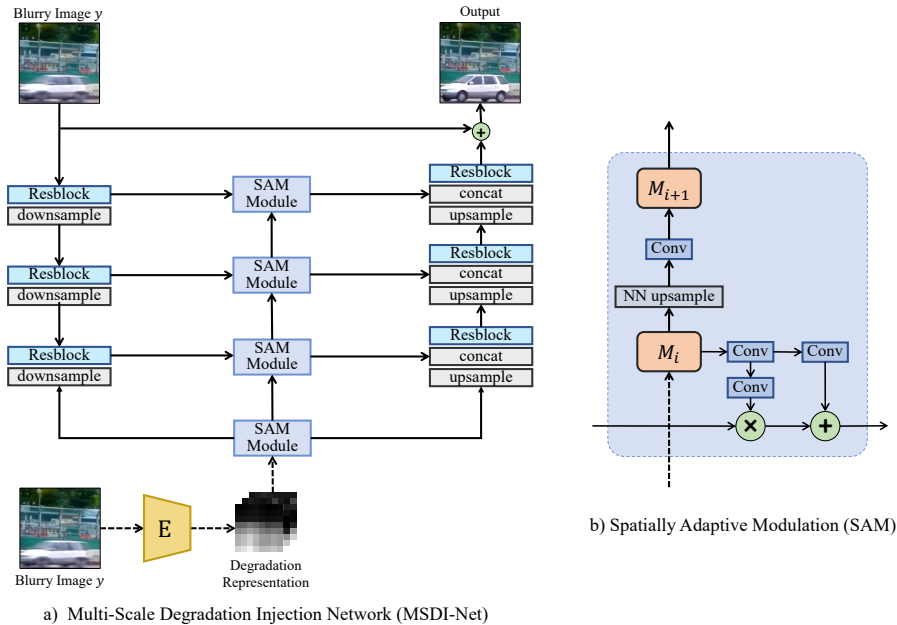 Blurry Image y
Output
+
Resblock
downsample
SAM
Module
Resblock
concat
upsample
Resblock
downsample
SAM
Module
Resblock
concat
upsample
Resblock
downsample
SAM
Module
Resblock
concat
upsample
SAM
Module
E
Blurry Image y
Degradation
Representation
a) Multi-Scale Degradation Injection Network (MSDI-Net)
M_{i+1}
Conv
NN upsample
M_i
Conv
Conv
Conv
×
+
b) Spatially Adaptive Modulation (SAM)